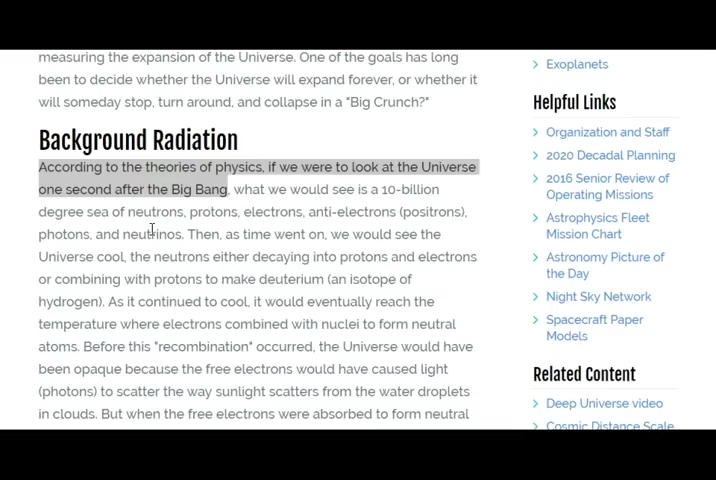 measuring the expansion of the Universe. One of the goals has long
been to decide whether the Universe will expand forever, or whether it
will someday stop, turn around, and collapse in a "Big Crunch?"
Background Radiation
According to the theories of physics, if we were to look at the Universe
one second after the Big Bang, what we would see is a 10-billion
degree sea of neutrons, protons, electrons, anti-electrons (positrons),
photons, and neutrinos. Then, as time went on, we would see the
Universe cool, the neutrons either decaying into protons and electrons
or combining with protons to make deuterium (an isotope of
hydrogen). As it continued to cool, it would eventually reach the
temperature where electrons combined with nuclei to form neutral
atoms. Before this "recombination" occurred, the Universe would have
been opaque because the free electrons would have caused light
(photons) to scatter the way sunlight scatters from the water droplets
in clouds. But when the free electrons were absorbed to form neutral
Exoplanets
Helpful Links
Organization and Staff
2020 Decadal Planning
2016 Senior Review of
Operating Missions
Astrophysics Fleet
Mission Chart
Astronomy Picture of
the Day
Night Sky Network
Spacecraft Paper
Models
Related Content
Deep Universe video
Cosmic Distance Scale